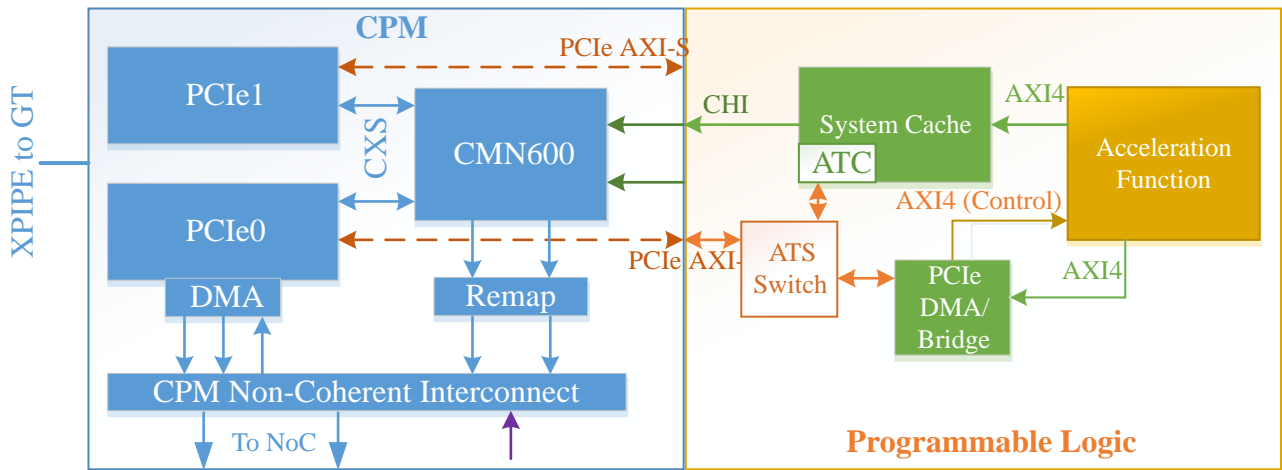 CPM
PCIe AXI-S
PCIe1
XPIPE to GT
CXS
CMN600
PCIe0
PCIe AXI-
DMA
Remap
CPM Non-Coherent Interconnect
To NoC
CHI
System Cache
ATC
AXI4
Acceleration
Function
AXI4 (Control)
ATS
Switch
PCIe
DMA/
Bridge
AXI4
Programmable Logic